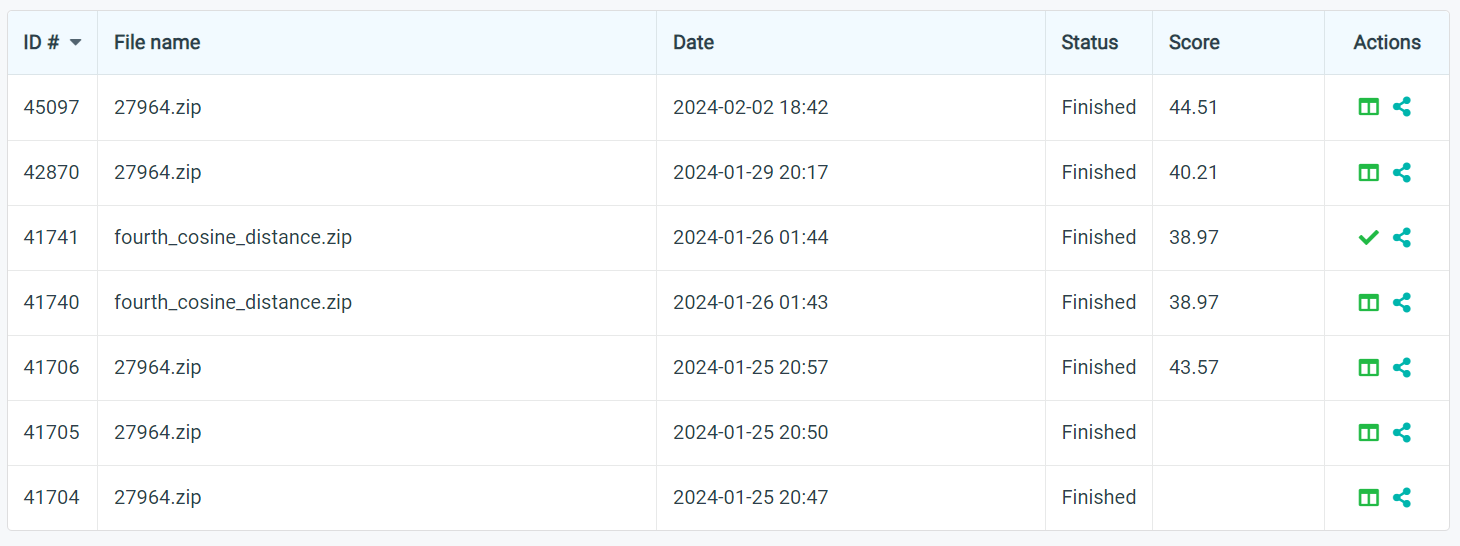 ID # File name Date Status Score Actions
45097 27964.zip 2024-02-02 18:42 Finished 44.51
42870 27964.zip 2024-01-29 20:17 Finished 40.21
41741 fourth_cosine_distance.zip 2024-01-26 01:44 Finished 38.97
41740 fourth_cosine_distance.zip 2024-01-26 01:43 Finished 38.97
41706 27964.zip 2024-01-25 20:57 Finished 43.57
41705 27964.zip 2024-01-25 20:50 Finished
41704 27964.zip 2024-01-25 20:47 Finished